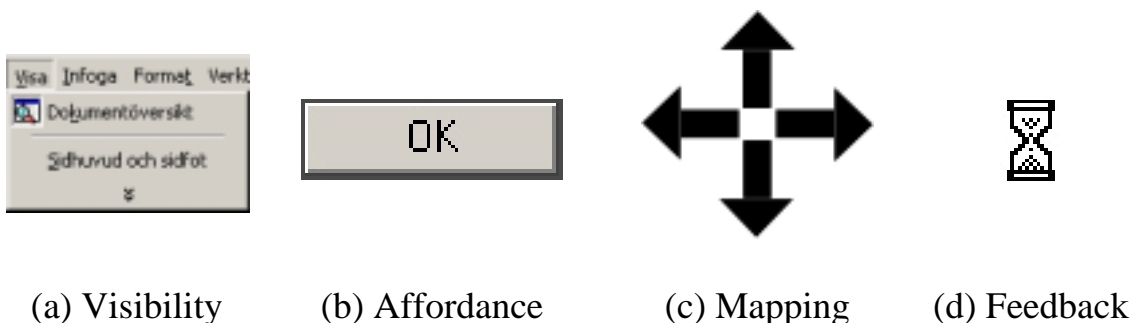 Visa Infoga Format Verkt
Dokumentöversikt
Sidhuvud och sidfot
OK
(a) Visibility (b) Affordance (c) Mapping (d) Feedback